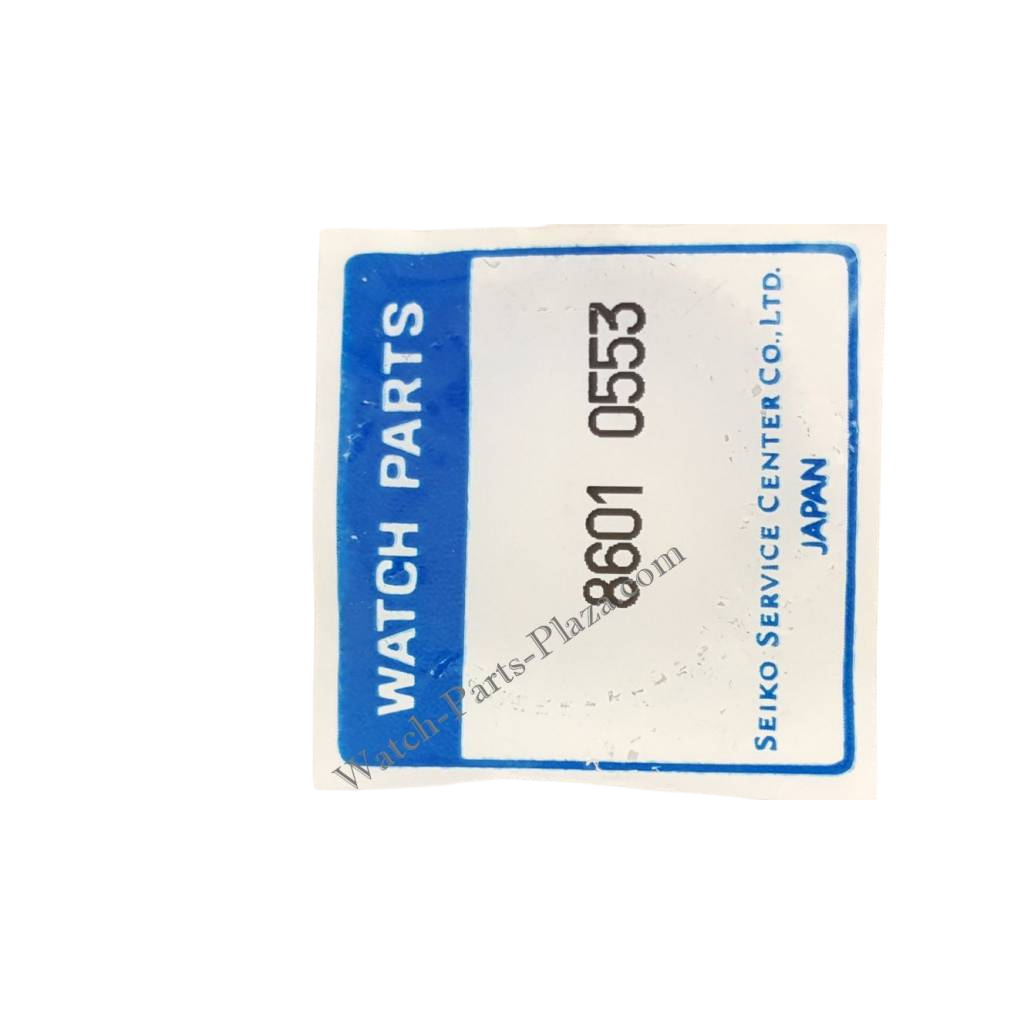 WATCH PARTS
8601 0553
SEIKO SERVICE CENTER CO., LTD.
JAPAN
Watch-Parts-Plaza.com